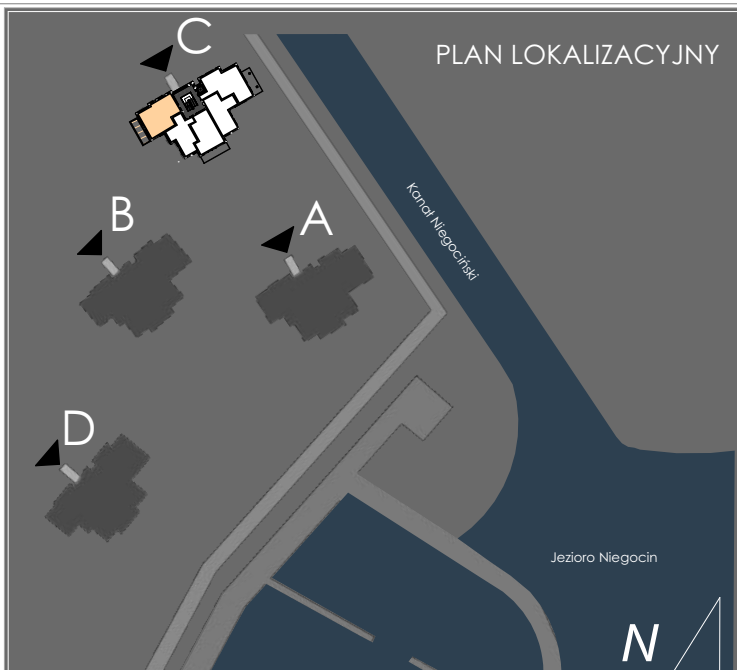 PLAN LOKALIZACYJNY
C
B
A
Kanał Niegociński
D
Jezioro Niegocin
N